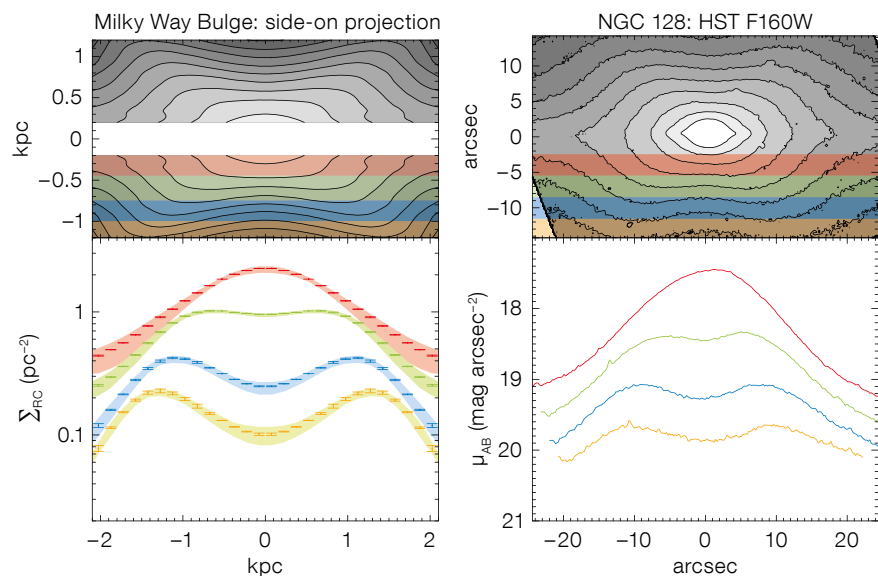 Milky Way Bulge: side-on projection
NGC 128: HST F160W
1
0.5
0
−0.5
−1
kpc
10
5
0
−5
−10
arcsec
1
0.1
Σ_RC (pc⁻²)
−2 −1 0 1 2
kpc
18
19
20
21
μ_AB (mag arcsec⁻²)
−20 −10 0 10 20
arcsec